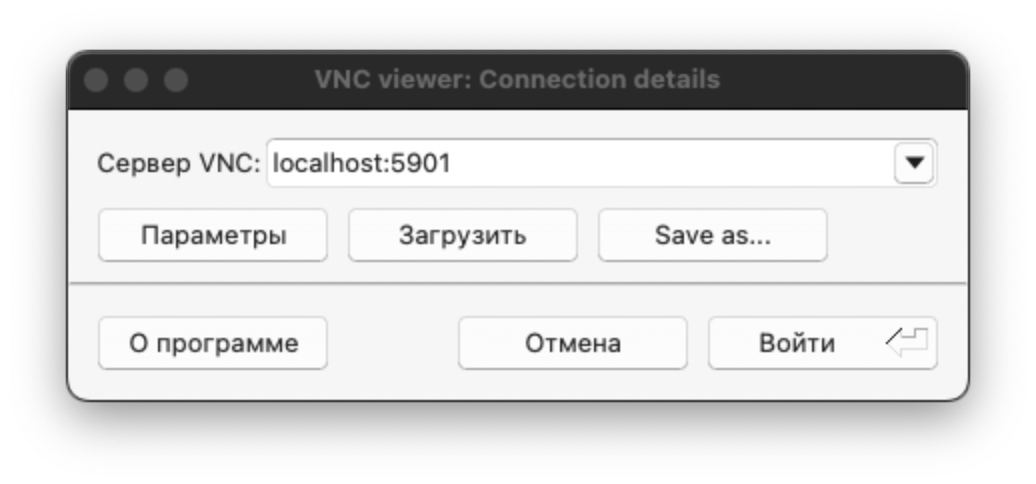 VNC viewer: Connection details
Сервер VNC: localhost:5901
Параметры Загрузить Save as...
О программе Отмена Войти